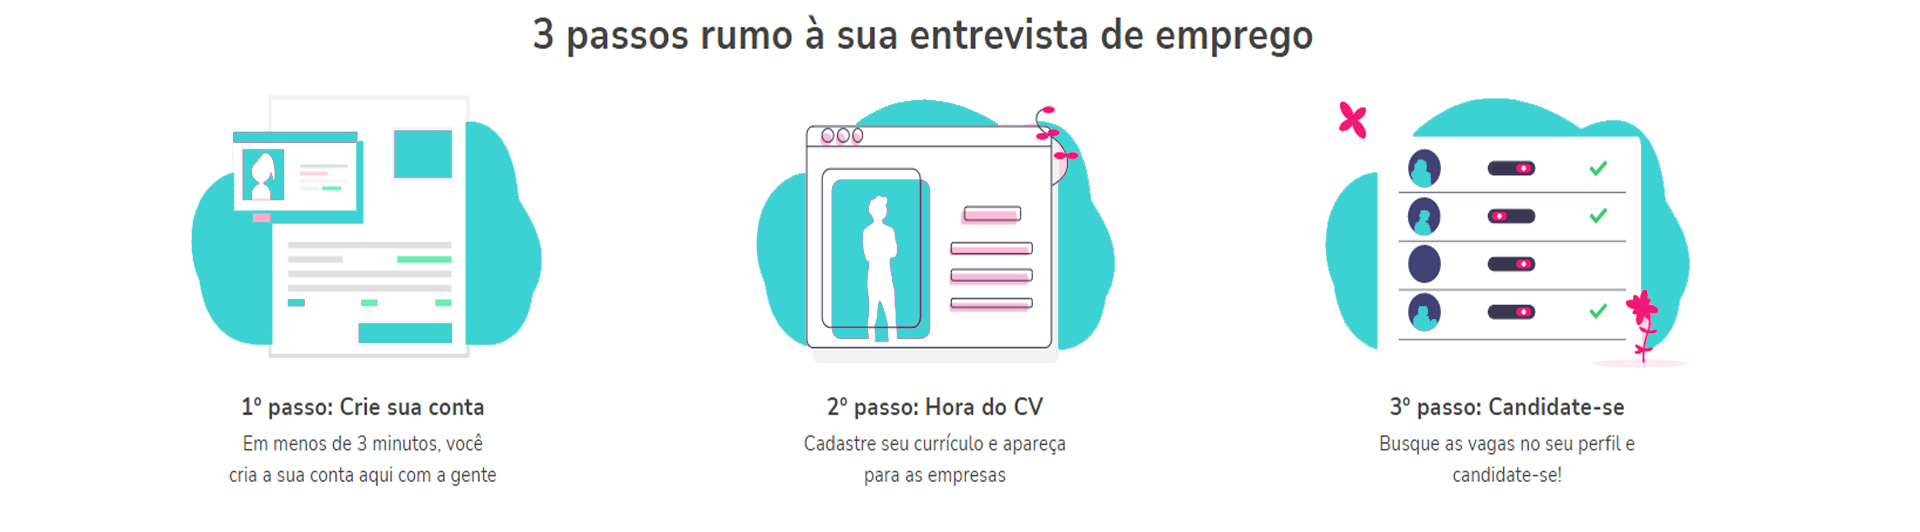 3 passos rumo à sua entrevista de emprego
1º passo: Crie sua conta
Em menos de 3 minutos, você
cria a sua conta aqui com a gente
2º passo: Hora do CV
Cadastre seu currículo e apareça
para as empresas
3º passo: Candidate-se
Busque as vagas no seu perfil e
candidate-se!